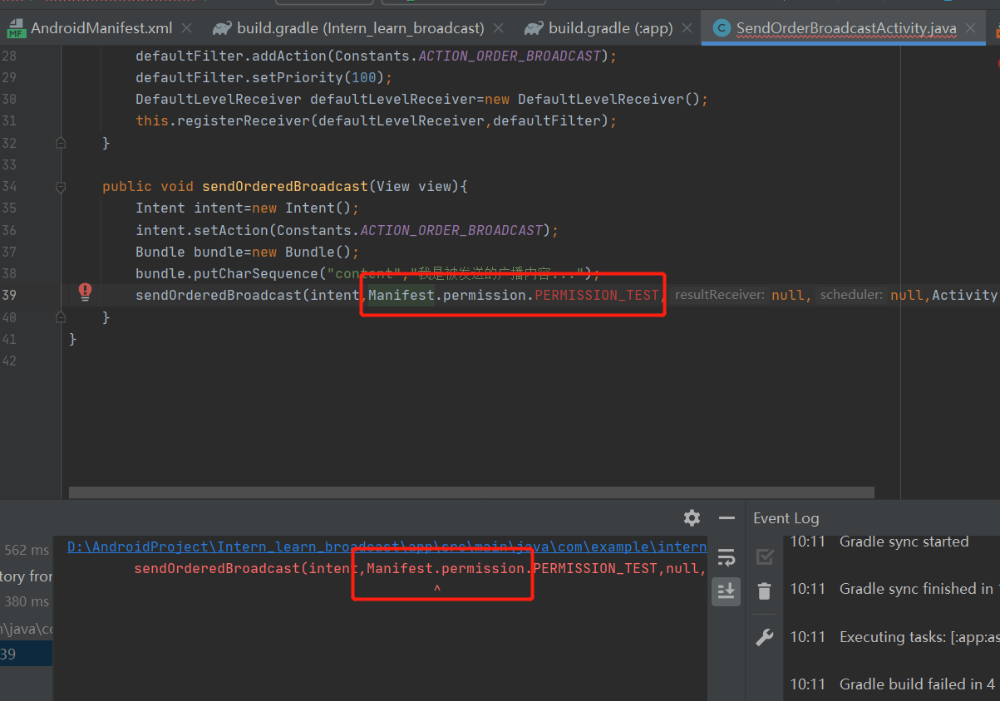 AndroidManifest.xml
build.gradle (Intern_learn_broadcast)
build.gradle (:app)
SendOrderBroadcastActivity.java
28 defaultFilter.addAction(Constants.ACTION_ORDER_BROADCAST);
29 defaultFilter.setPriority(100);
30 DefaultLevelReceiver defaultLevelReceiver=new DefaultLevelReceiver();
31 this.registerReceiver(defaultLevelReceiver,defaultFilter);
32 }
33
34 public void sendOrderedBroadcast(View view){
35 Intent intent=new Intent();
36 intent.setAction(Constants.ACTION_ORDER_BROADCAST);
37 Bundle bundle=new Bundle();
38 bundle.putCharSequence("content","我是被发送的广播内容...");
39 sendOrderedBroadcast(intent,Manifest.permission.PERMISSION_TEST, resultReceiver: null, scheduler: null,Activity
40 }
41 }
42
562 ms
tory fror
380 ms
n\java\co
39
D:\AndroidProject\Intern_learn_broadcast\app\src\main\java\com\example\intern
sendOrderedBroadcast(intent,Manifest.permission.PERMISSION_TEST,null,
^
Event Log
10:11 Gradle sync started
10:11 Gradle sync finished in
10:11 Executing tasks: [:app:as
10:11 Gradle build failed in 4